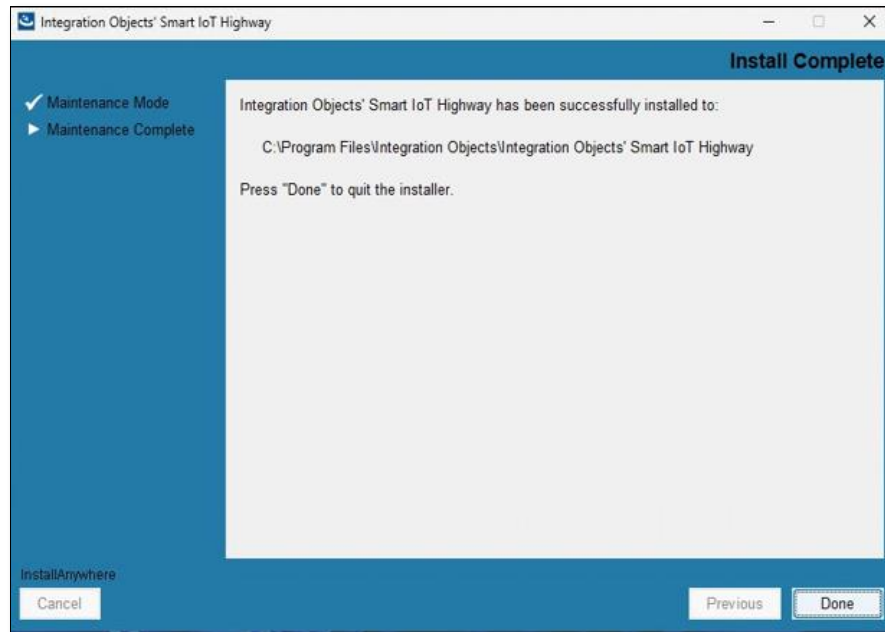 Integration Objects' Smart IoT Highway
Install Complete
Maintenance Mode
Maintenance Complete
Integration Objects' Smart IoT Highway has been successfully installed to:
C:\Program Files\Integration Objects\Integration Objects' Smart IoT Highway
Press "Done" to quit the installer.
InstallAnywhere
Cancel
Previous
Done